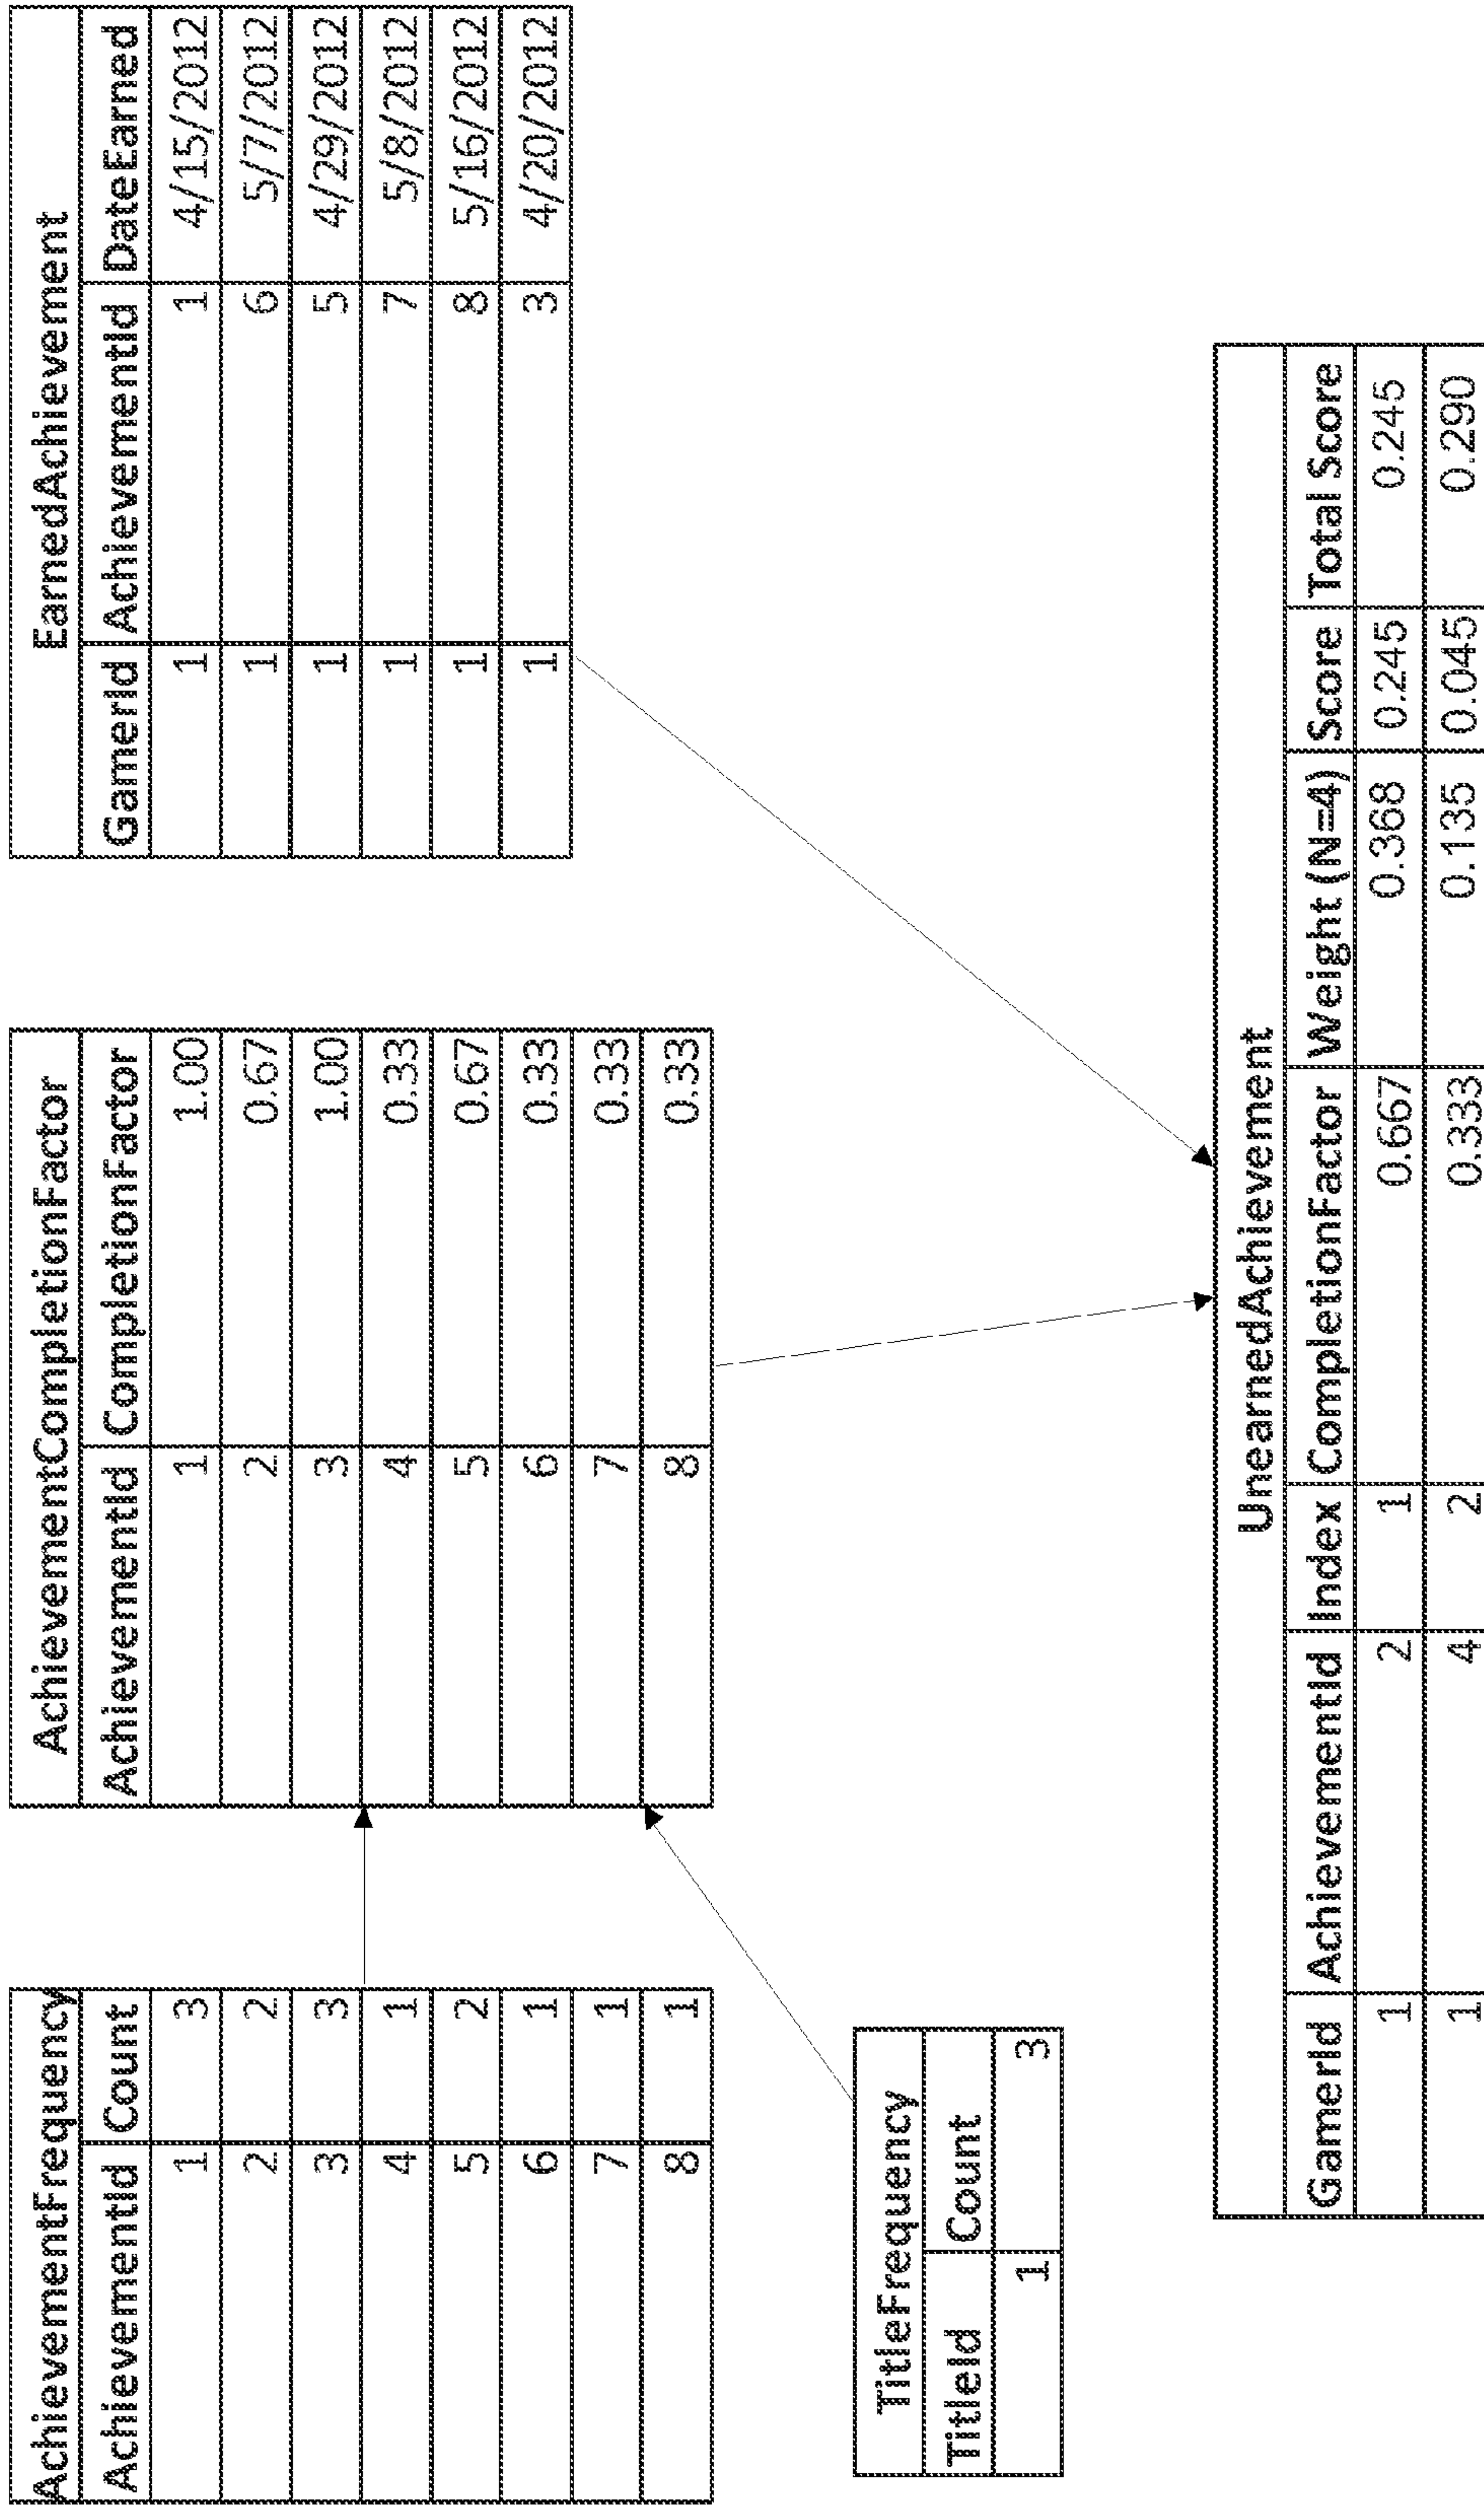 AchievementFrequency
AchievementId Count
1 3
2 2
3 3
4 1
5 2
6 1
7 1
8 1
TitleFrequency
TitleId Count
1 3
AchievementCompletionFactor
AchievementId CompletionFactor
1 1.00
2 0.67
3 1.00
4 0.33
5 0.67
6 0.33
7 0.33
8 0.33
EarnedAchievement
GamerId AchievementId DateEarned
1 1 4/15/2012
1 6 5/7/2012
1 5 4/29/2012
1 7 5/8/2012
1 8 5/16/2012
1 3 4/20/2012
UnearnedAchievement
GamerId AchievementId Index CompletionFactor Weight (N=4) Score Total Score
1 2 1 0.667 0.368 0.245 0.245
1 4 2 0.333 0.135 0.045 0.290